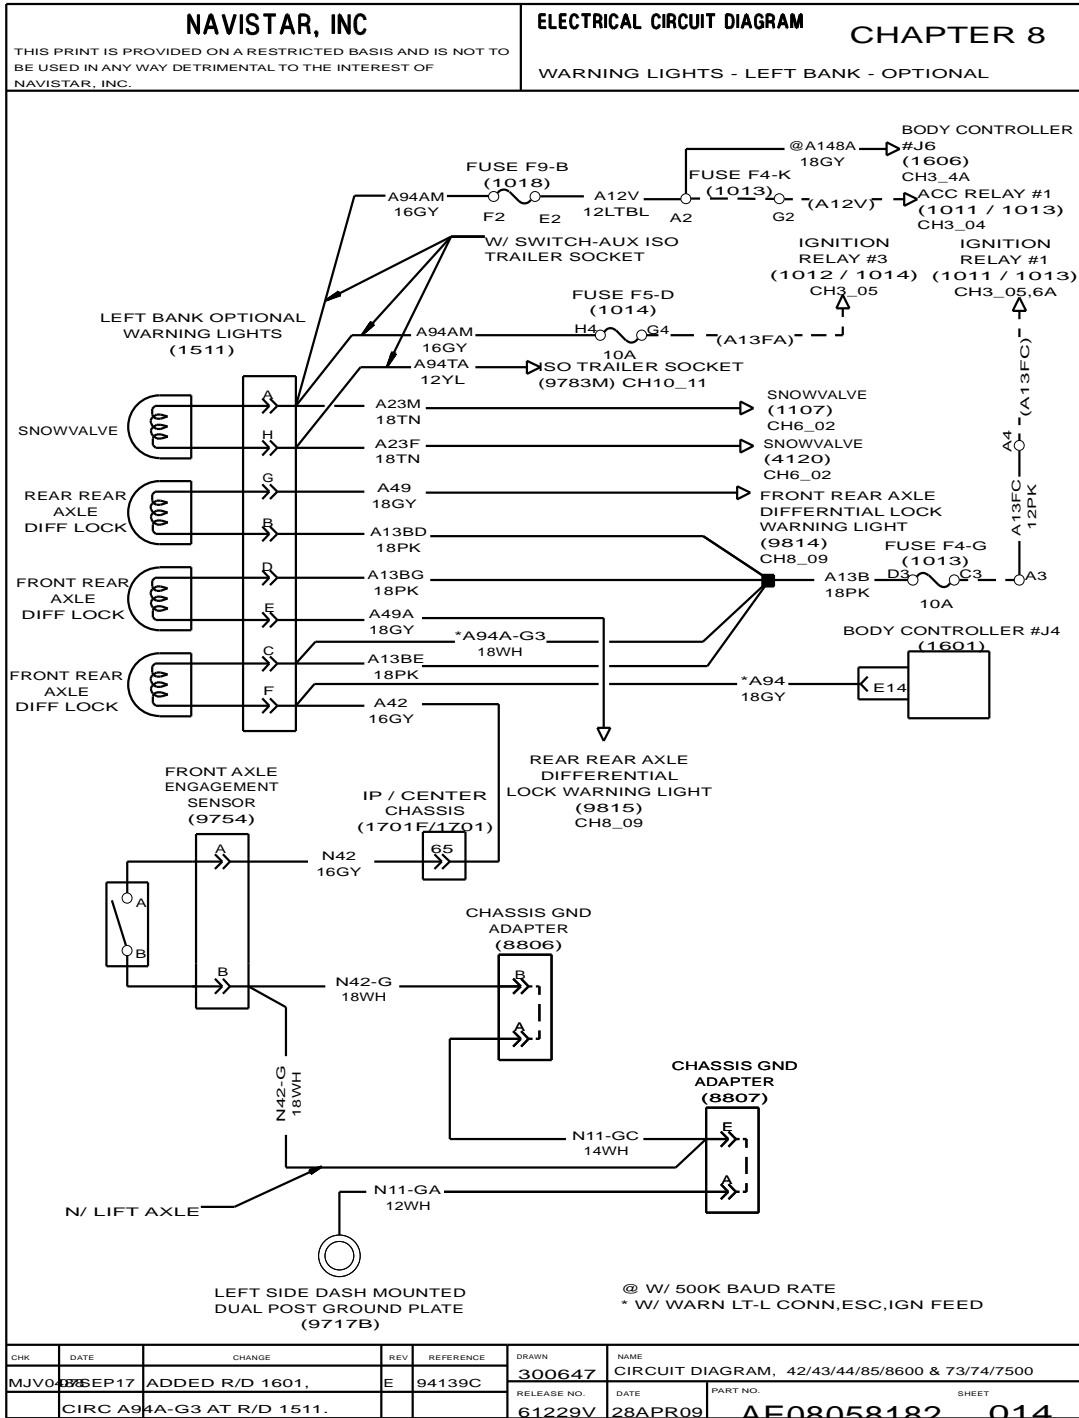 NAVISTAR, INC
THIS PRINT IS PROVIDED ON A RESTRICTED BASIS AND IS NOT TO
BE USED IN ANY WAY DETRIMENTAL TO THE INTEREST OF
NAVISTAR, INC.
ELECTRICAL CIRCUIT DIAGRAM
CHAPTER 8
WARNING LIGHTS - LEFT BANK - OPTIONAL
BODY CONTROLLER
#J6
(1606)
CH3_4A
@A148A
18GY
FUSE F9-B
(1018)
A94AM
16GY
F2
E2
A12V
12LTBL
A2
FUSE F4-K
(1013)
G2
(A12V)
ACC RELAY #1
(1011 / 1013)
CH3_04
W/ SWITCH-AUX ISO
TRAILER SOCKET
IGNITION
RELAY #3
(1012 / 1014)
CH3_05
IGNITION
RELAY #1
(1011 / 1013)
CH3_05,6A
FUSE F5-D
(1014)
LEFT BANK OPTIONAL
WARNING LIGHTS
(1511)
A94AM
16GY
H4
G4
10A
(A13FA)
(A13FC)
A94TA
12YL
ISO TRAILER SOCKET
(9783M) CH10_11
SNOWVALVE
A
A23M
18TN
SNOWVALVE
(1107)
CH6_02
H
A23F
18TN
SNOWVALVE
(4120)
CH6_02
A4
REAR REAR
AXLE
DIFF LOCK
G
A49
18GY
FRONT REAR AXLE
DIFFERNTIAL LOCK
WARNING LIGHT
(9814)
CH8_09
A13FC
12PK
B
A13BD
18PK
FUSE F4-G
(1013)
FRONT REAR
AXLE
DIFF LOCK
D
A13BG
18PK
A13B
18PK
D3
C3
10A
A3
E
A49A
18GY
*A94A-G3
18WH
BODY CONTROLLER #J4
(1601)
FRONT REAR
AXLE
DIFF LOCK
C
A13BE
18PK
*A94
18GY
E14
F
A42
16GY
REAR REAR AXLE
DIFFERENTIAL
LOCK WARNING LIGHT
(9815)
CH8_09
FRONT AXLE
ENGAGEMENT
SENSOR
(9754)
IP / CENTER
CHASSIS
(1701F/1701)
A
N42
16GY
65
A
B
CHASSIS GND
ADAPTER
(8806)
B
N42-G
18WH
B
A
N42-G
18WH
CHASSIS GND
ADAPTER
(8807)
E
N11-GC
14WH
A
N11-GA
12WH
N/ LIFT AXLE
LEFT SIDE DASH MOUNTED
DUAL POST GROUND PLATE
(9717B)
@ W/ 500K BAUD RATE
* W/ WARN LT-L CONN,ESC,IGN FEED
CHK DATE CHANGE REV REFERENCE
SEP17 ADDED R/D 1601, E 94139C
CIRC A94A-G3 AT R/D 1511.
DRAWN
300647
NAME
CIRCUIT DIAGRAM, 42/43/44/85/8600 & 73/74/7500
RELEASE NO.
61229V
DATE
28APR09
PART NO.
AE08058182
SHEET
014